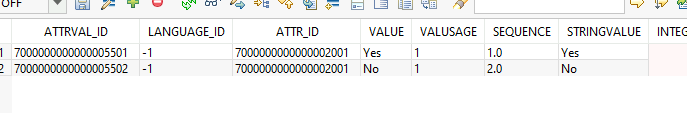 OFF
ATTRVAL_ID LANGUAGE_ID ATTR_ID VALUE VALUSAGE SEQUENCE STRINGVALUE INTEG
1 7000000000000005501 -1 7000000000000002001 Yes 1 1.0 Yes
2 7000000000000005502 -1 7000000000000002001 No 1 2.0 No